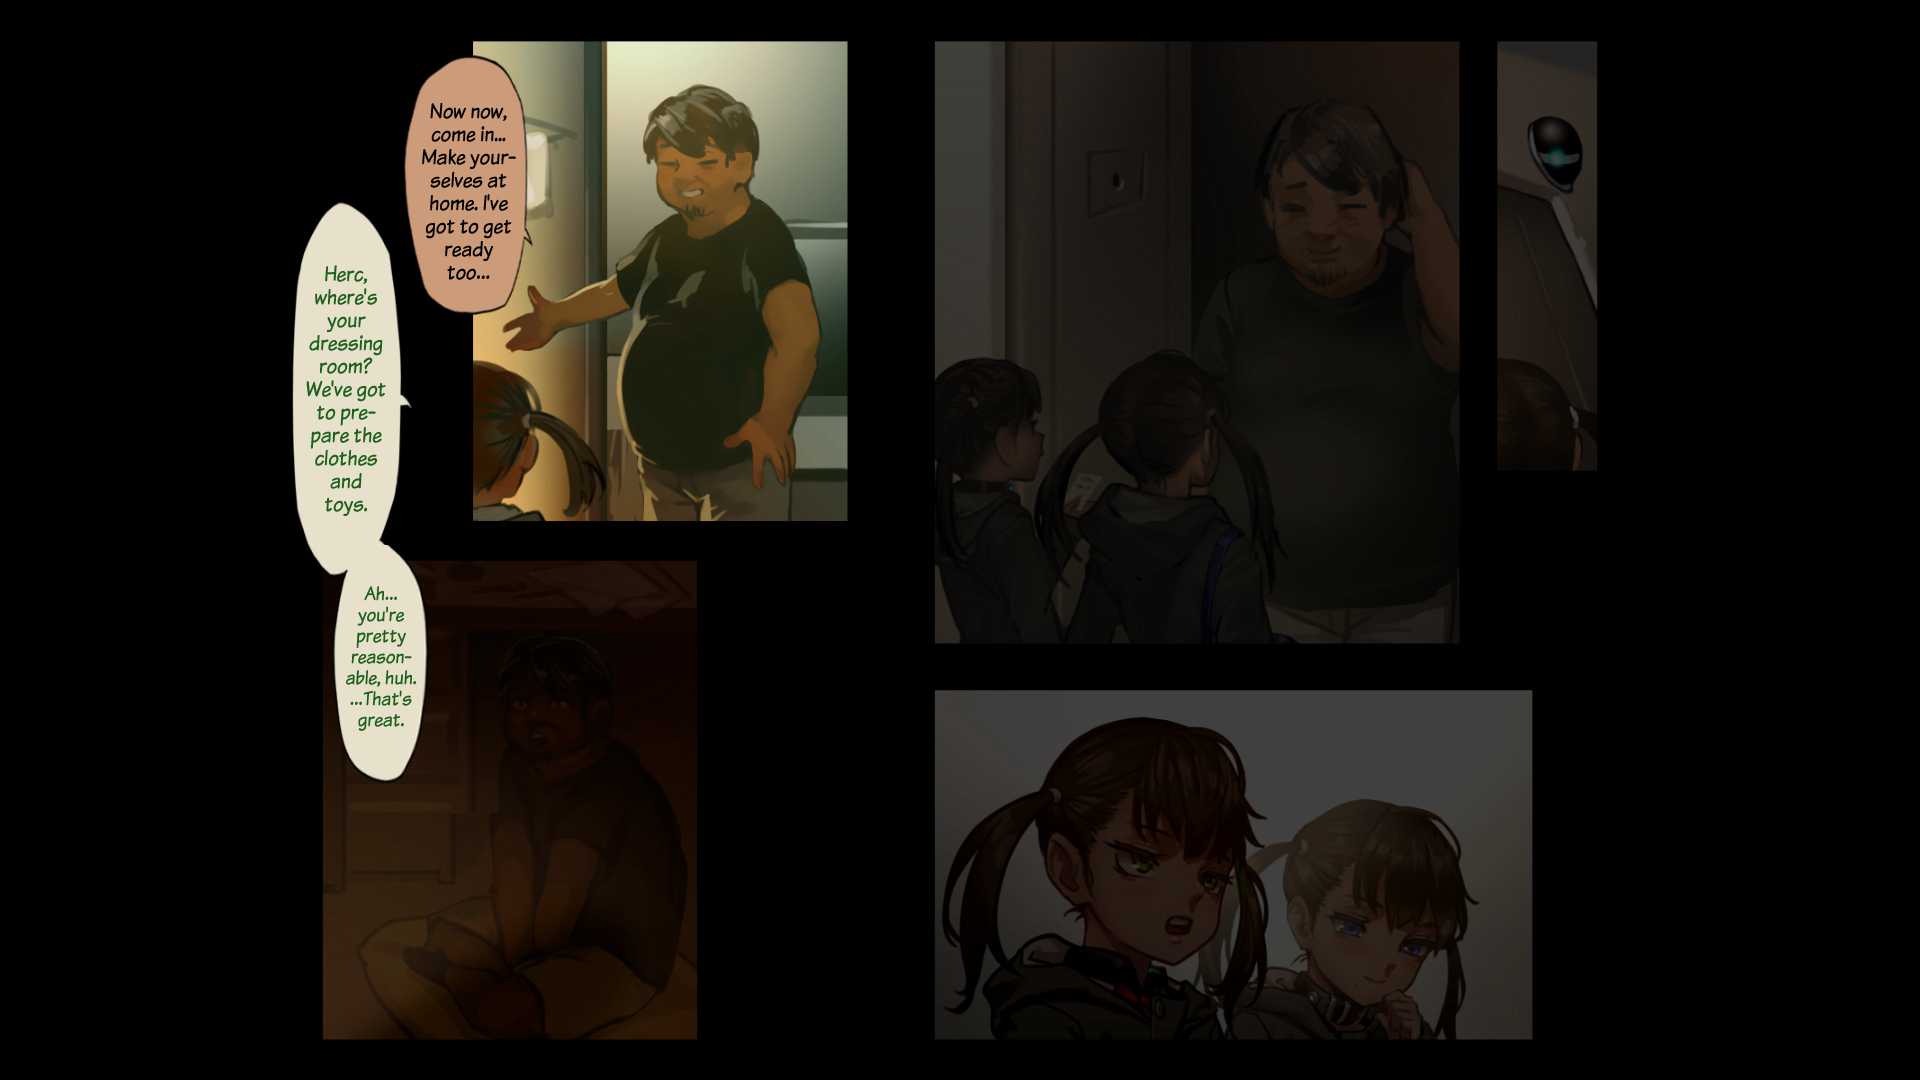 Now now,
come in...
Make your-
selves at
home. I've
got to get
ready
too...
Herc,
where's
your
dressing
room?
We've got
to pre-
pare the
clothes
and
toys.
Ah...
you're
pretty
reason-
able, huh.
...That's
great.